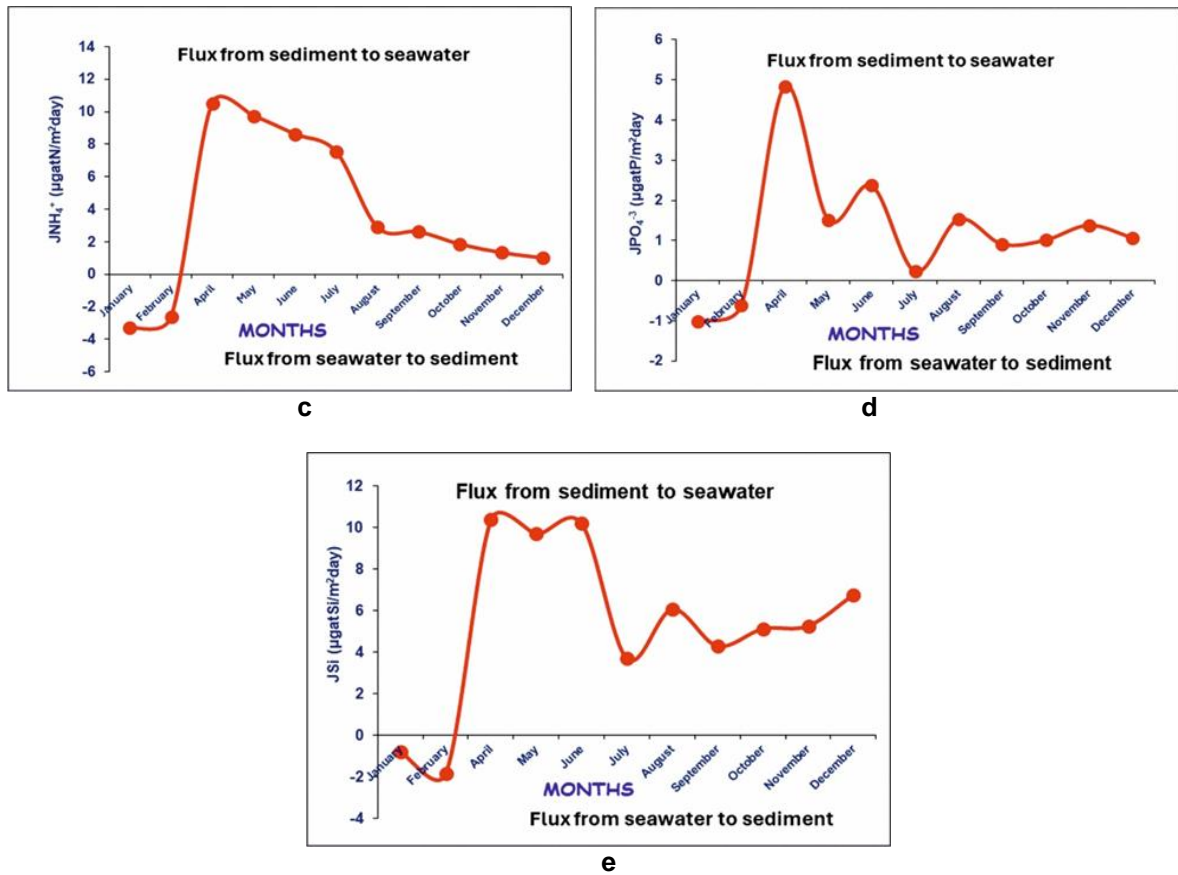 Flux from sediment to seawater
JNH₄⁺ (µgatN/m²day)
14
12
10
8
6
4
2
0
-2
-4
-6
January
February
April
May
June
July
August
September
October
November
December
MONTHS
Flux from seawater to sediment
c
Flux from sediment to seawater
JPO₄⁻³ (µgatP/m²day
6
5
4
3
2
1
0
-1
-2
January
February
April
May
June
July
August
September
October
November
December
MONTHS
Flux from seawater to sediment
d
Flux from sediment to seawater
JSi (µgatSi/m²day)
12
10
8
6
4
2
0
-2
-4
January
February
April
May
June
July
August
September
October
November
December
MONTHS
Flux from seawater to sediment
e